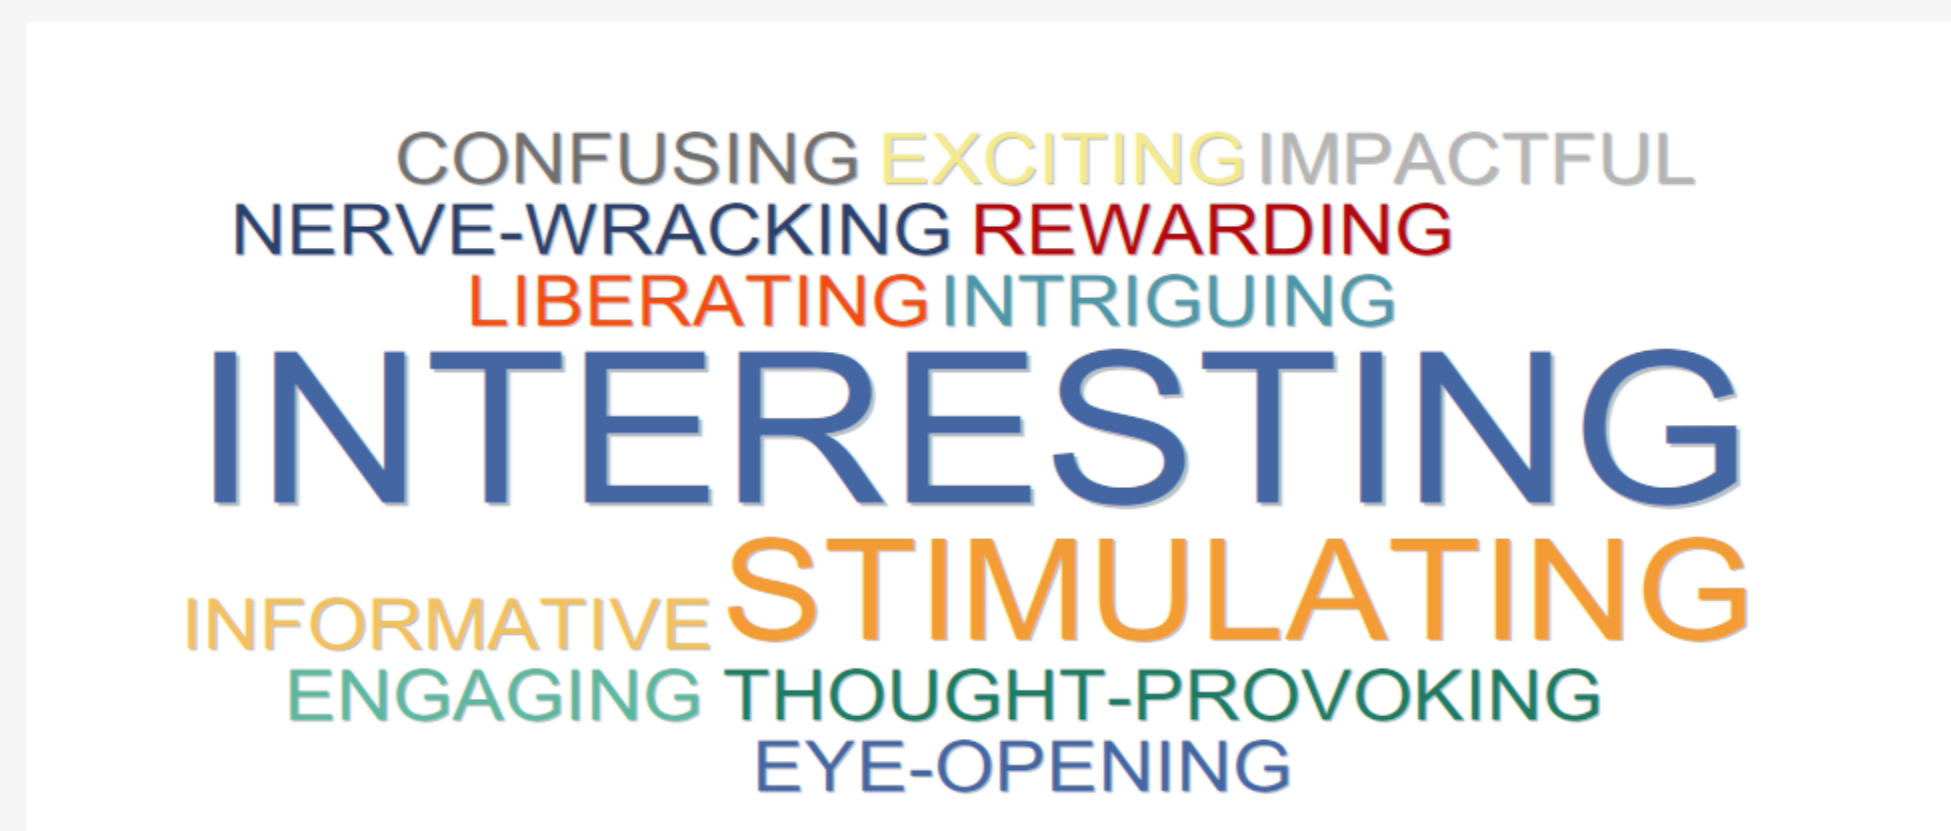 CONFUSING EXCITING IMPACTFUL
NERVE-WRACKING REWARDING
LIBERATING INTRIGUING
INTERESTING
INFORMATIVE STIMULATING
ENGAGING THOUGHT-PROVOKING
EYE-OPENING